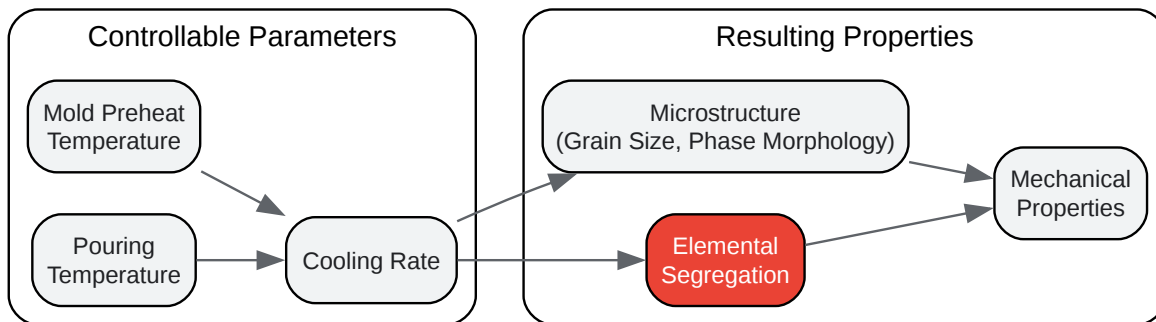 Controllable Parameters
Mold Preheat
Temperature
Pouring
Temperature
Cooling Rate
Resulting Properties
Microstructure
(Grain Size, Phase Morphology)
Elemental
Segregation
Mechanical
Properties